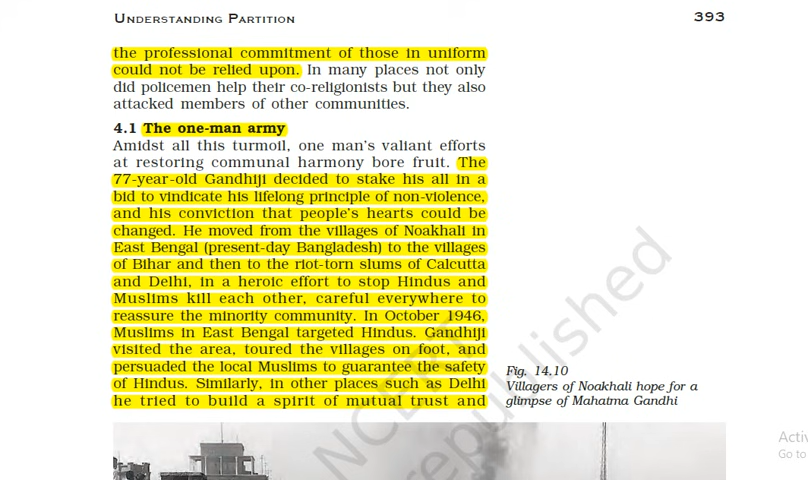 UNDERSTANDING PARTITION
393
the professional commitment of those in uniform
could not be relied upon. In many places not only
did policemen help their co-religionists but they also
attacked members of other communities.
4.1 The one-man army
Amidst all this turmoil, one man's valiant efforts
at restoring communal harmony bore fruit. The
77-year-old Gandhiji decided to stake his all in a
bid to vindicate his lifelong principle of non-violence,
and his conviction that people's hearts could be
changed. He moved from the villages of Noakhali in
East Bengal (present-day Bangladesh) to the villages
of Bihar and then to the riot-torn slums of Calcutta
and Delhi, in a heroic effort to stop Hindus and
Muslims kill each other, careful everywhere to
reassure the minority community. In October 1946,
Muslims in East Bengal targeted Hindus. Gandhiji
visited the area, toured the villages on foot, and
persuaded the local Muslims to guarantee the safety
of Hindus. Similarly, in other places such as Delhi
he tried to build a spirit of mutual trust and
Fig. 14.10
Villagers of Noakhali hope for a
glimpse of Mahatma Gandhi
NCERT
republished
Activ
Go to